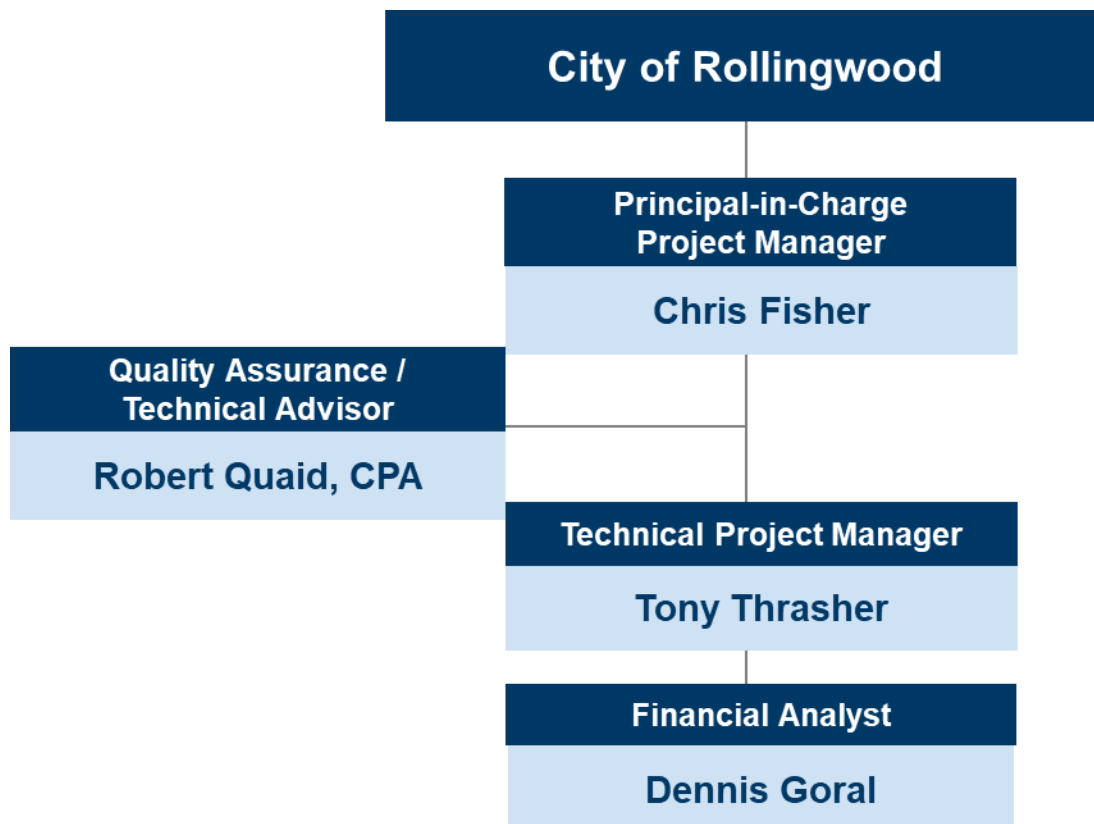 City of Rollingwood
Principal-in-Charge
Project Manager
Chris Fisher
Quality Assurance /
Technical Advisor
Robert Quaid, CPA
Technical Project Manager
Tony Thrasher
Financial Analyst
Dennis Goral